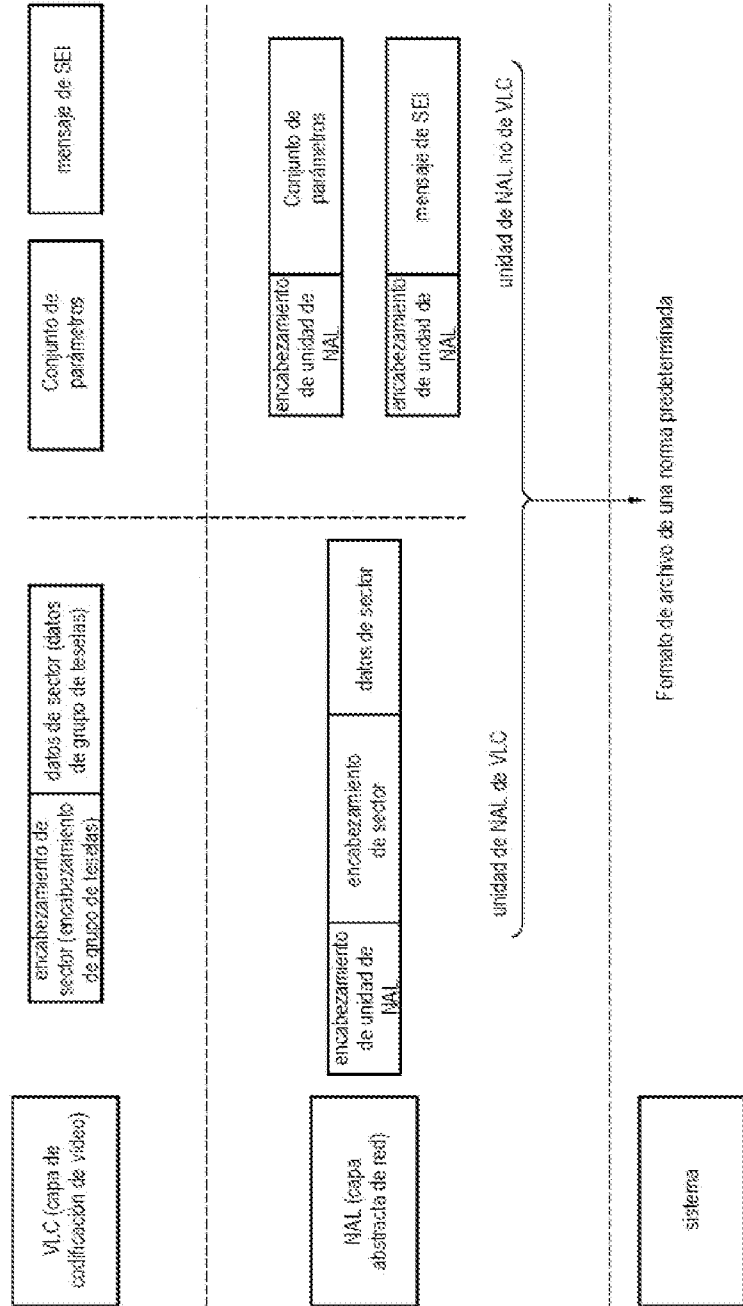 VLC (capa de
codificación de vídeo)
encabezamiento de
sector (encabezamiento
de grupo de teselas)
datos de sector (datos
de grupo de teselas)
Conjunto de
parámetros
mensaje de SEI
NAL (capa
abstracta de red)
encabezamiento
de unidad de
NAL
encabezamiento
de sector
datos de sector
encabezamiento
de unidad de
NAL
Conjunto de
parámetros
encabezamiento
de unidad de
NAL
mensaje de SEI
unidad de NAL de VLC
unidad de NAL no de VLC
sistema
Formato de archivo de una norma predeterminada